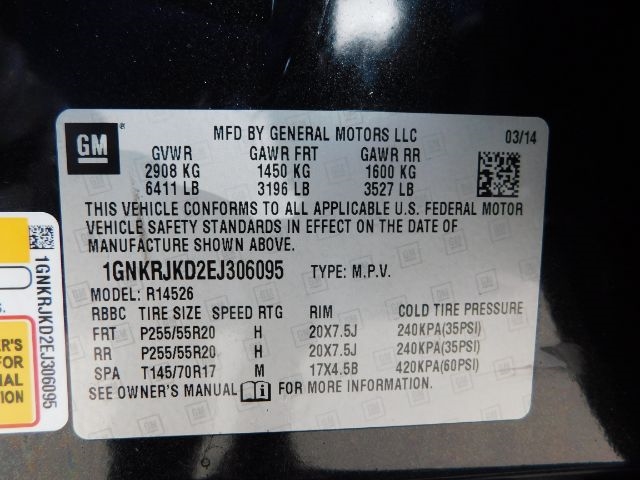 GM
®
MFD BY GENERAL MOTORS LLC
03/14
GVWR GAWR FRT GAWR RR
2908 KG 1450 KG 1600 KG
6411 LB 3196 LB 3527 LB
THIS VEHICLE CONFORMS TO ALL APPLICABLE U.S. FEDERAL MOTOR
VEHICLE SAFETY STANDARDS IN EFFECT ON THE DATE OF
MANUFACTURE SHOWN ABOVE.
1GNKRJKD2EJ306095 TYPE: M.P.V.
MODEL: R14526
RBBC TIRE SIZE SPEED RTG RIM COLD TIRE PRESSURE
FRT P255/55R20 H 20X7.5J 240KPA(35PSI)
RR P255/55R20 H 20X7.5J 240KPA(35PSI)
SPA T145/70R17 M 17X4.5B 420KPA(60PSI)
SEE OWNER'S MANUAL FOR MORE INFORMATION.
1GNKRJKD2EJ306095
S.
ER'S
FOR
NAL
TION